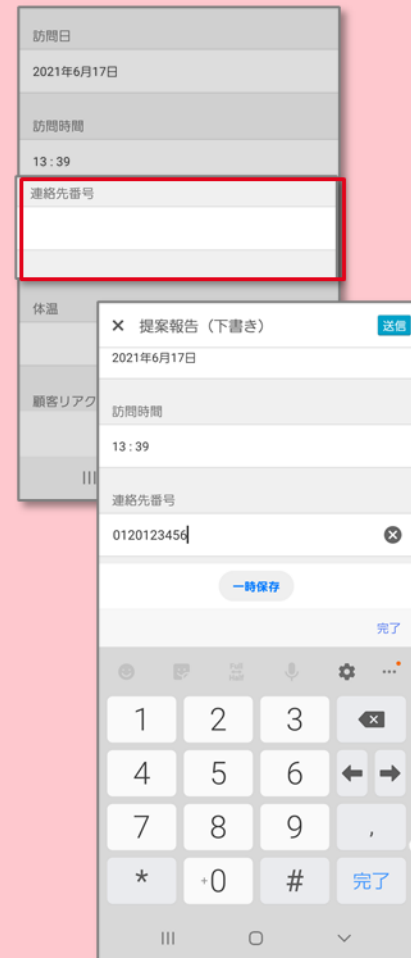 訪問日
2021年6月17日
訪問時間
13 : 39
連絡先番号
体温
顧客リアク
× 提案報告（下書き） 送信
2021年6月17日
訪問時間
13 : 39
連絡先番号
0120123456
一時保存
完了
1 2 3
4 5 6
7 8 9 ,
* +0 # 完了